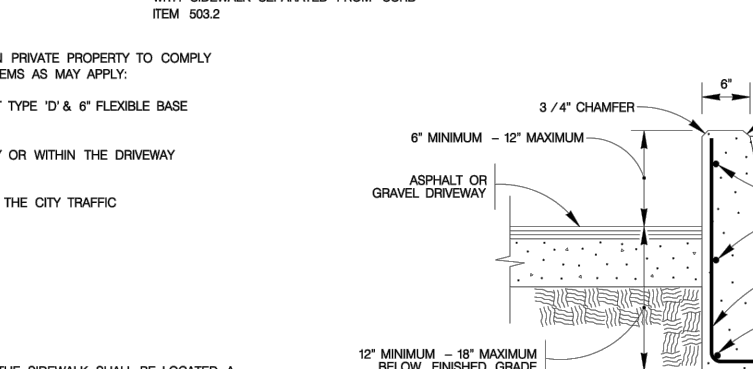 WITH SIDEWALK SEPARATED FROM CURB
ITEM 503.2
PRIVATE PROPERTY TO COMPLY
EMS AS MAY APPLY:
TYPE 'D' & 6" FLEXIBLE BASE
OR WITHIN THE DRIVEWAY
THE CITY TRAFFIC
THE SIDEWALK SHALL BE LOCATED A
6"
3/4" CHAMFER
6" MINIMUM - 12" MAXIMUM
ASPHALT OR
GRAVEL DRIVEWAY
12" MINIMUM - 18" MAXIMUM
BELOW FINISHED GRADE